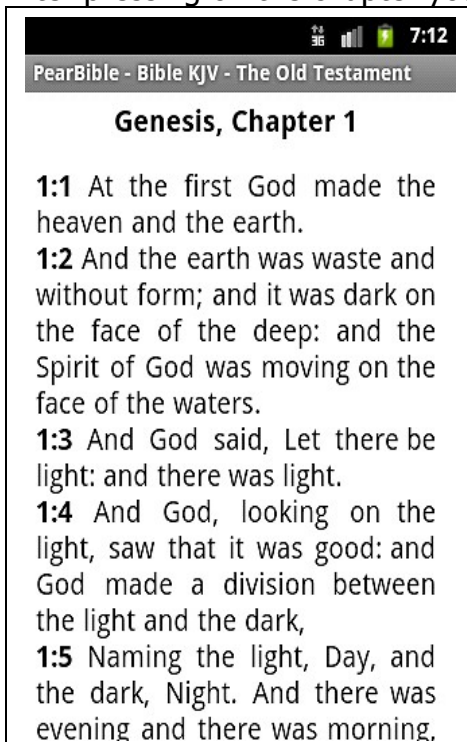 7:12
PearBible - Bible KJV - The Old Testament
Genesis, Chapter 1
1:1 At the first God made the
heaven and the earth.
1:2 And the earth was waste and
without form; and it was dark on
the face of the deep: and the
Spirit of God was moving on the
face of the waters.
1:3 And God said, Let there be
light: and there was light.
1:4 And God, looking on the
light, saw that it was good: and
God made a division between
the light and the dark,
1:5 Naming the light, Day, and
the dark, Night. And there was
evening and there was morning,